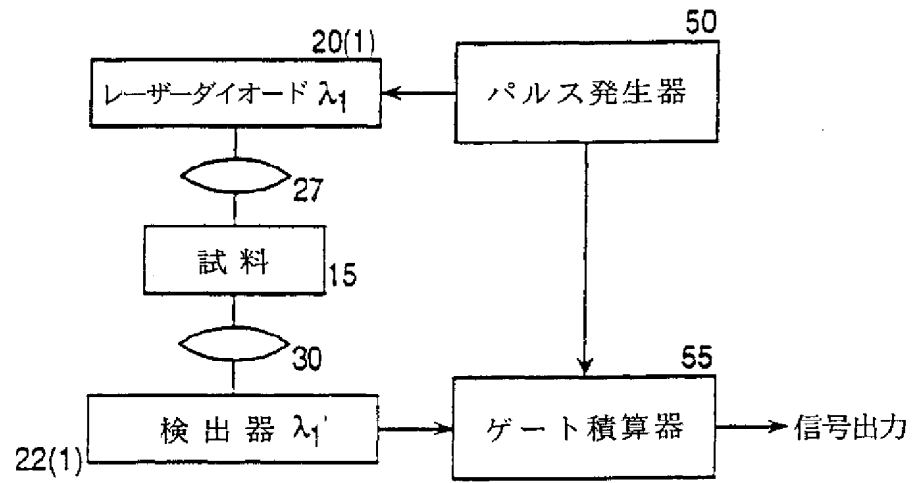 20(1)
50
レーザーダイオード λ1
パルス発生器
27
試料
15
30
55
検出器 λ1'
ゲート積算器
信号出力
22(1)